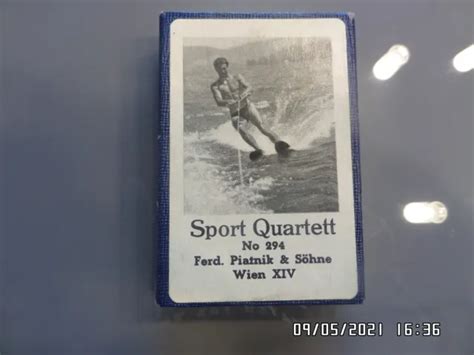 Sport Quartett
No 294
Ferd. Piatnik & Söhne
Wien XIV
09/05/2021 16:36